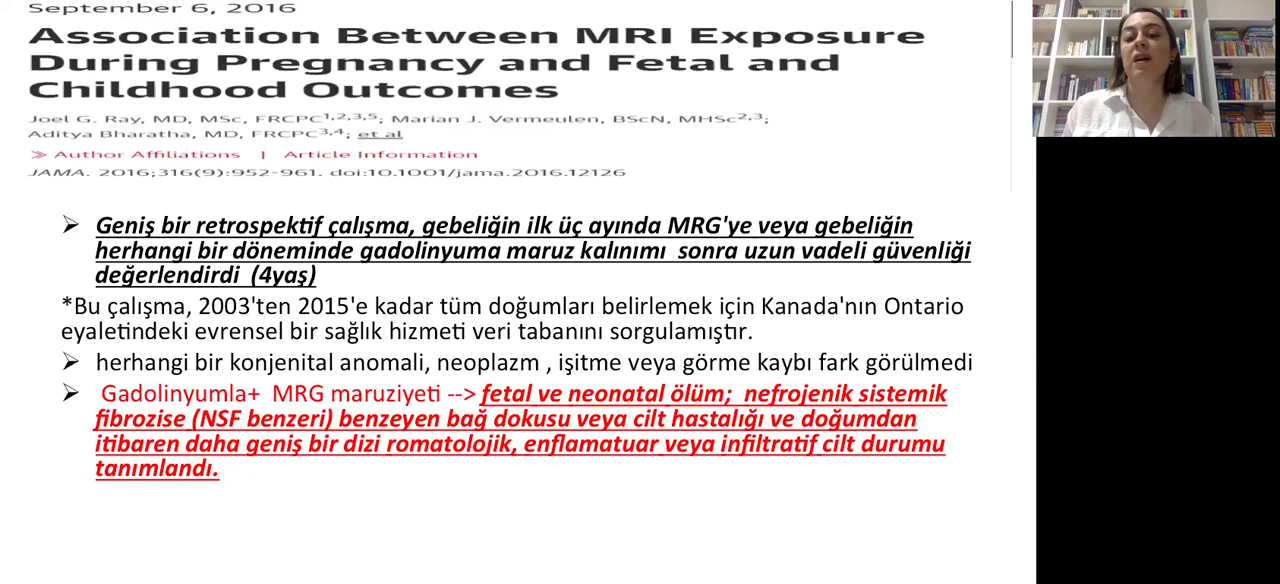 September 6, 2016
Association Between MRI Exposure
During Pregnancy and Fetal and
Childhood Outcomes
Joel G. Ray, MD, MSc, FRCPC1,2,3,5; Marian J. Vermeulen, BScN, MHSc2,3;
Aditya Bharatha, MD, FRCPC3,4; et al
≫ Author Affiliations | Article Information
JAMA. 2016;316(9):952-961. doi:10.1001/jama.2016.12126
➢ Geniş bir retrospektif çalışma, gebeliğin ilk üç ayında MRG'ye veya gebeliğin
herhangi bir döneminde gadolinyuma maruz kalınımı sonra uzun vadeli güvenliği
değerlendirdi (4yaş)
*Bu çalışma, 2003'ten 2015'e kadar tüm doğumları belirlemek için Kanada'nın Ontario
eyaletindeki evrensel bir sağlık hizmeti veri tabanını sorgulamıştır.
➢ herhangi bir konjenital anomali, neoplazm , işitme veya görme kaybı fark görülmedi
➢ Gadolinyumla+ MRG maruziyeti --> fetal ve neonatal ölüm; nefrojenik sistemik
fibrozise (NSF benzeri) benzeyen bağ dokusu veya cilt hastalığı ve doğumdan
itibaren daha geniş bir dizi romatolojik, enflamatuar veya infiltratif cilt durumu
tanımlandı.